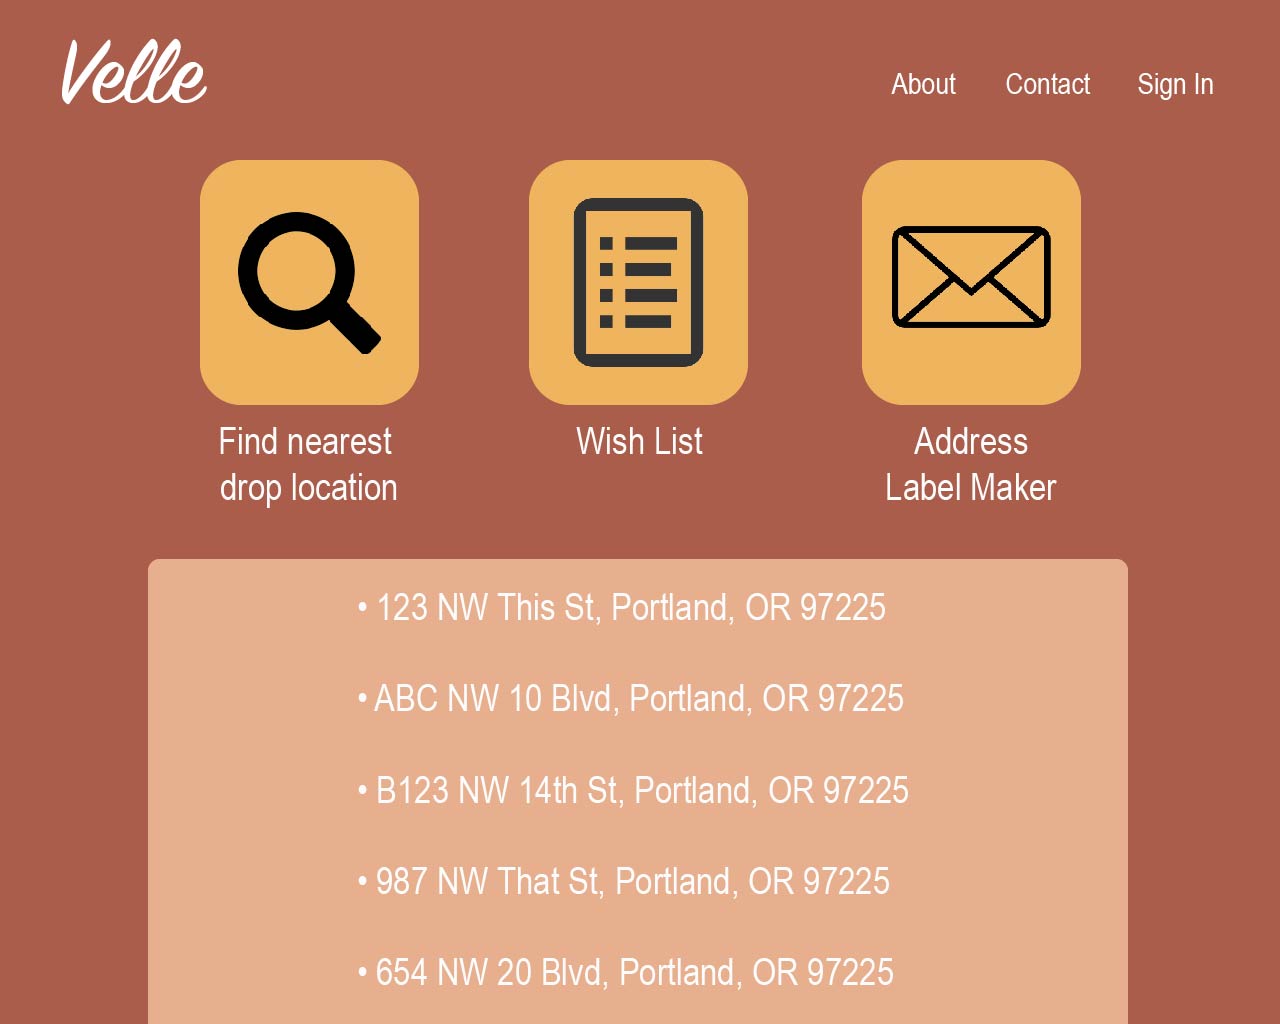 Velle
About Contact Sign In
Find nearest
drop location
Wish List
Address
Label Maker
• 123 NW This St, Portland, OR 97225
• ABC NW 10 Blvd, Portland, OR 97225
• B123 NW 14th St, Portland, OR 97225
• 987 NW That St, Portland, OR 97225
• 654 NW 20 Blvd, Portland, OR 97225